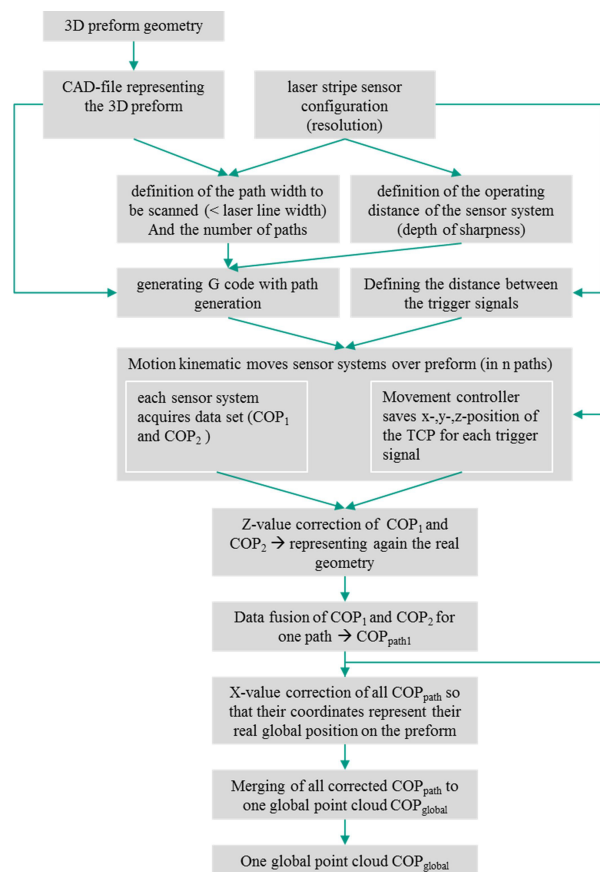 3D preform geometry
CAD-file representing
the 3D preform
laser stripe sensor
configuration
(resolution)
definition of the path width to
be scanned (< laser line width)
And the number of paths
definition of the operating
distance of the sensor system
(depth of sharpness)
generating G code with path
generation
Defining the distance between
the trigger signals
Motion kinematic moves sensor systems over preform (in n paths)
each sensor system
acquires data set (COP₁
and COP₂ )
Movement controller
saves x-,y-,z-position of
the TCP for each trigger
signal
Z-value correction of COP₁ and
COP₂ → representing again the real
geometry
Data fusion of COP₁ and COP₂ for
one path → COPpath1
X-value correction of all COPpath so
that their coordinates represent their
real global position on the preform
Merging of all corrected COPpath to
one global point cloud COPglobal
One global point cloud COPglobal